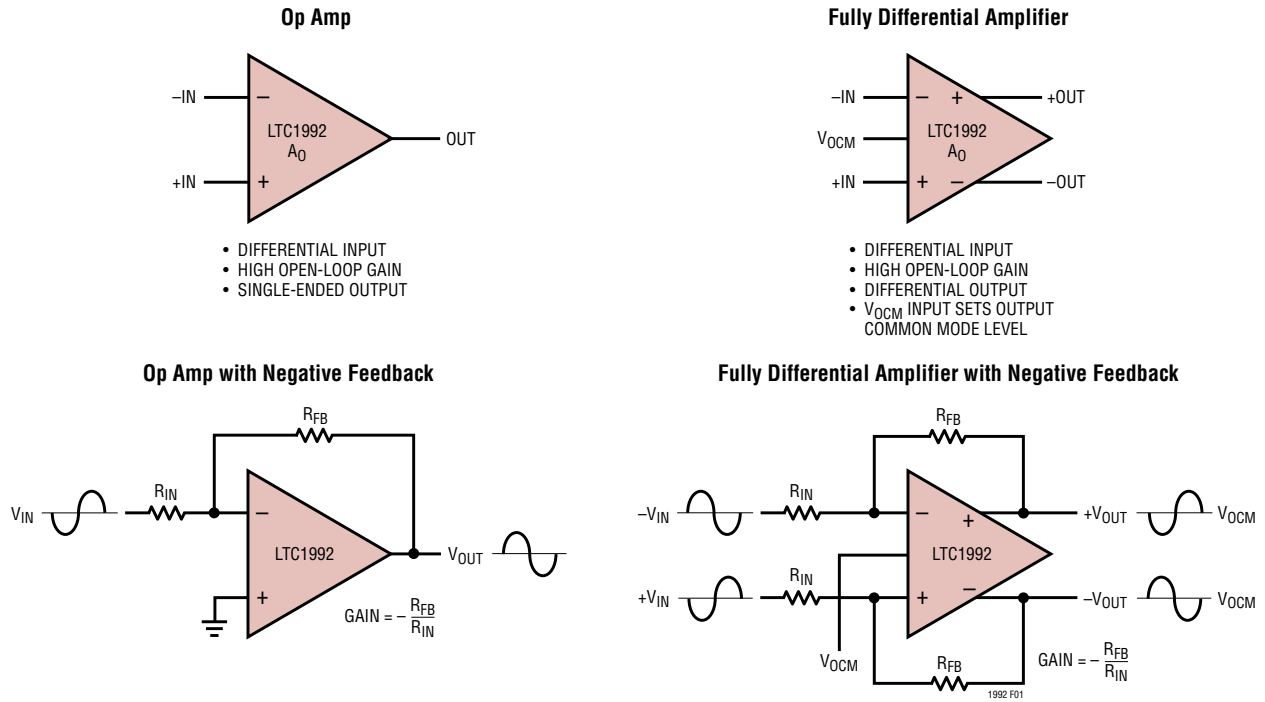 Op Amp
–IN
+IN
–
+
LTC1992
AO
OUT
• DIFFERENTIAL INPUT
• HIGH OPEN-LOOP GAIN
• SINGLE-ENDED OUTPUT
Fully Differential Amplifier
–IN
VOCM
+IN
– +
LTC1992
AO
+ –
+OUT
–OUT
• DIFFERENTIAL INPUT
• HIGH OPEN-LOOP GAIN
• DIFFERENTIAL OUTPUT
• VOCM INPUT SETS OUTPUT
COMMON MODE LEVEL
Op Amp with Negative Feedback
RFB
VIN
RIN
–
LTC1992
+
VOUT
GAIN = – RFB
RIN
Fully Differential Amplifier with Negative Feedback
RFB
–VIN
RIN
– +
+VOUT
VOCM
LTC1992
+VIN
RIN
+ –
–VOUT
VOCM
VOCM
RFB
GAIN = – RFB
RIN
1992 F01